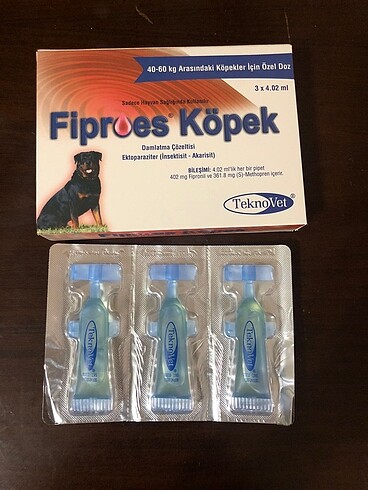 40-60 kg Arasındaki Köpekler İçin Özel Doz
3 x 4.02 ml
Sadece Hayvan Sağlığında Kullanılır
Fiproes® Köpek
Damlatma Çözeltisi
Ektoparaziter (İnsektisit - Akarisit)
BİLEŞİMİ: 4.02 ml'lik her bir pipet
402 mg Fipronil ve 361.8 mg (S)-Methopren içerir.
TeknoVet®
TeknoVet
TeknoVet
TeknoVet